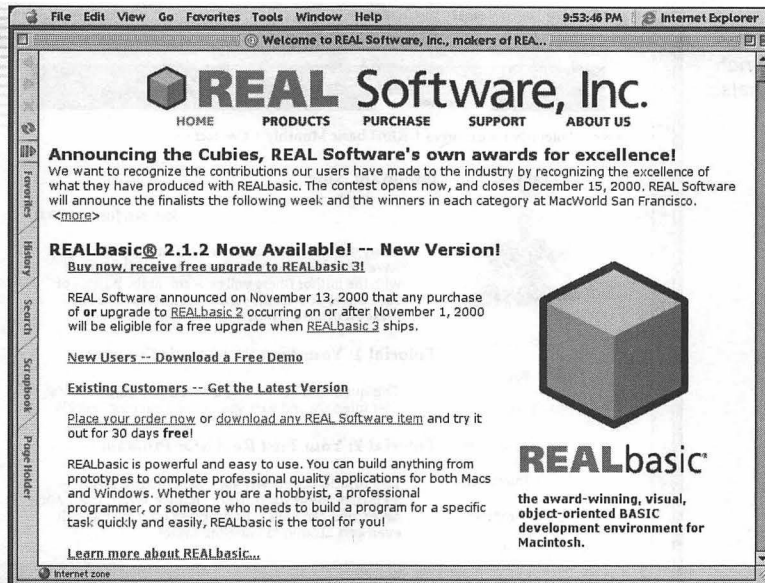 File Edit View Go Favorites Tools Window Help 9:53:46 PM Internet Explorer
Welcome to REAL Software, Inc., makers of REA...
REAL Software, Inc.
HOME PRODUCTS PURCHASE SUPPORT ABOUT US
Announcing the Cubies, REAL Software's own awards for excellence!
We want to recognize the contributions our users have made to the industry by recognizing the excellence of
what they have produced with REALbasic. The contest opens now, and closes December 15, 2000. REAL Software
will announce the finalists the following week and the winners in each category at MacWorld San Francisco.
<more>
REALbasic® 2.1.2 Now Available! -- New Version!
Buy now, receive free upgrade to REALbasic 3!
REAL Software announced on November 13, 2000 that any purchase
of or upgrade to REALbasic 2 occurring on or after November 1, 2000
will be eligible for a free upgrade when REALbasic 3 ships.
New Users -- Download a Free Demo
Existing Customers -- Get the Latest Version
Place your order now or download any REAL Software item and try it
out for 30 days free!
REALbasic is powerful and easy to use. You can build anything from
prototypes to complete professional quality applications for both Macs
and Windows. Whether you are a hobbyist, a professional
programmer, or someone who needs to build a program for a specific
task quickly and easily, REALbasic is the tool for you!
Learn more about REALbasic...
REALbasic
the award-winning, visual,
object-oriented BASIC
development environment for
Macintosh.
Favorites
History
Search
Scrapbook
Page Holder
Internet zone